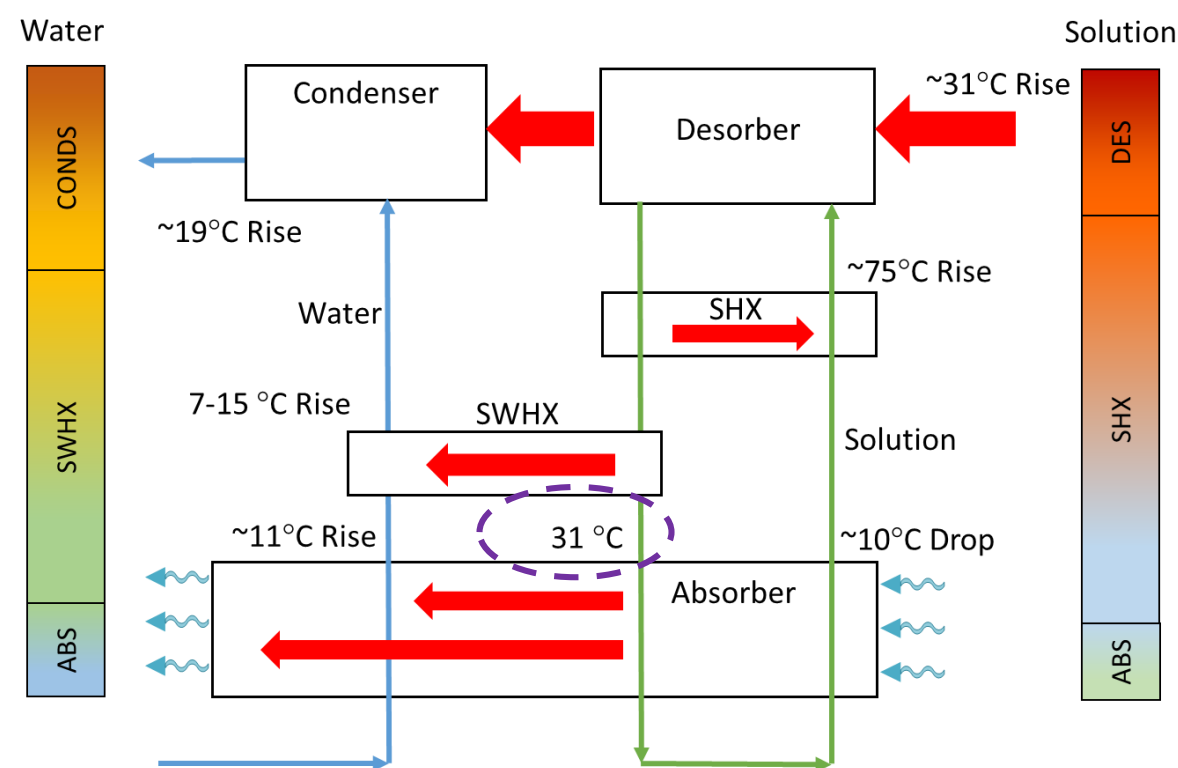 Water
Solution
Condenser
Desorber
~31°C Rise
CONDS
DES
~19°C Rise
~75°C Rise
Water
SHX
7-15 °C Rise
SWHX
SWHX
SHX
Solution
~11°C Rise
31 °C
~10°C Drop
Absorber
ABS
ABS